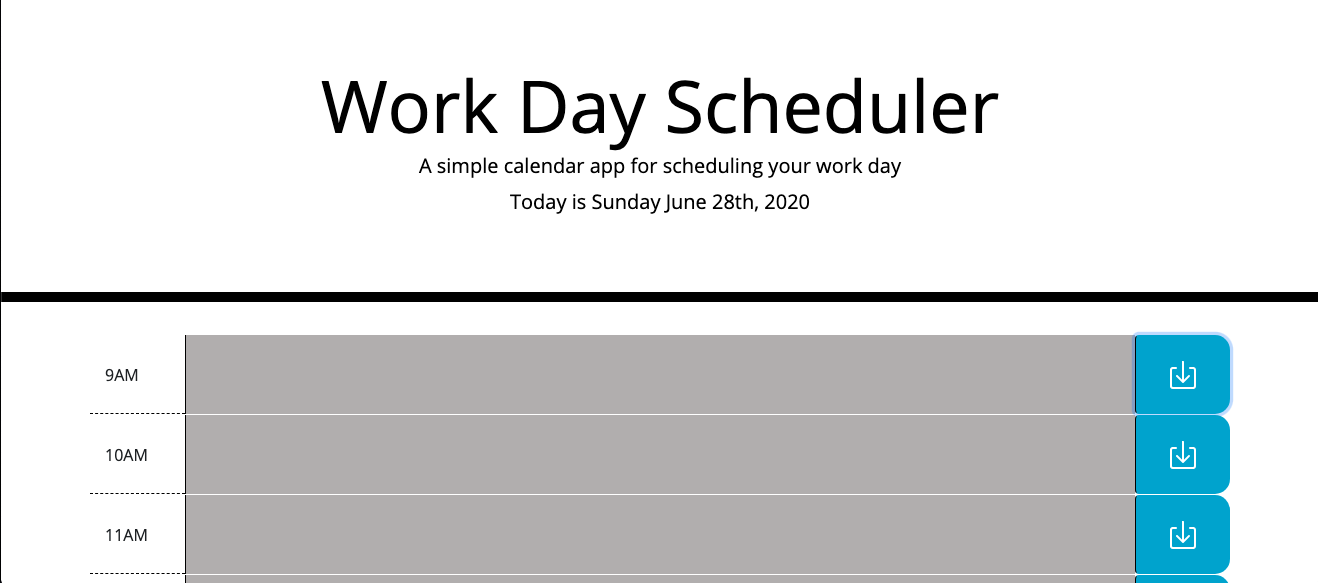 Work Day Scheduler
A simple calendar app for scheduling your work day
Today is Sunday June 28th, 2020
9AM
10AM
11AM